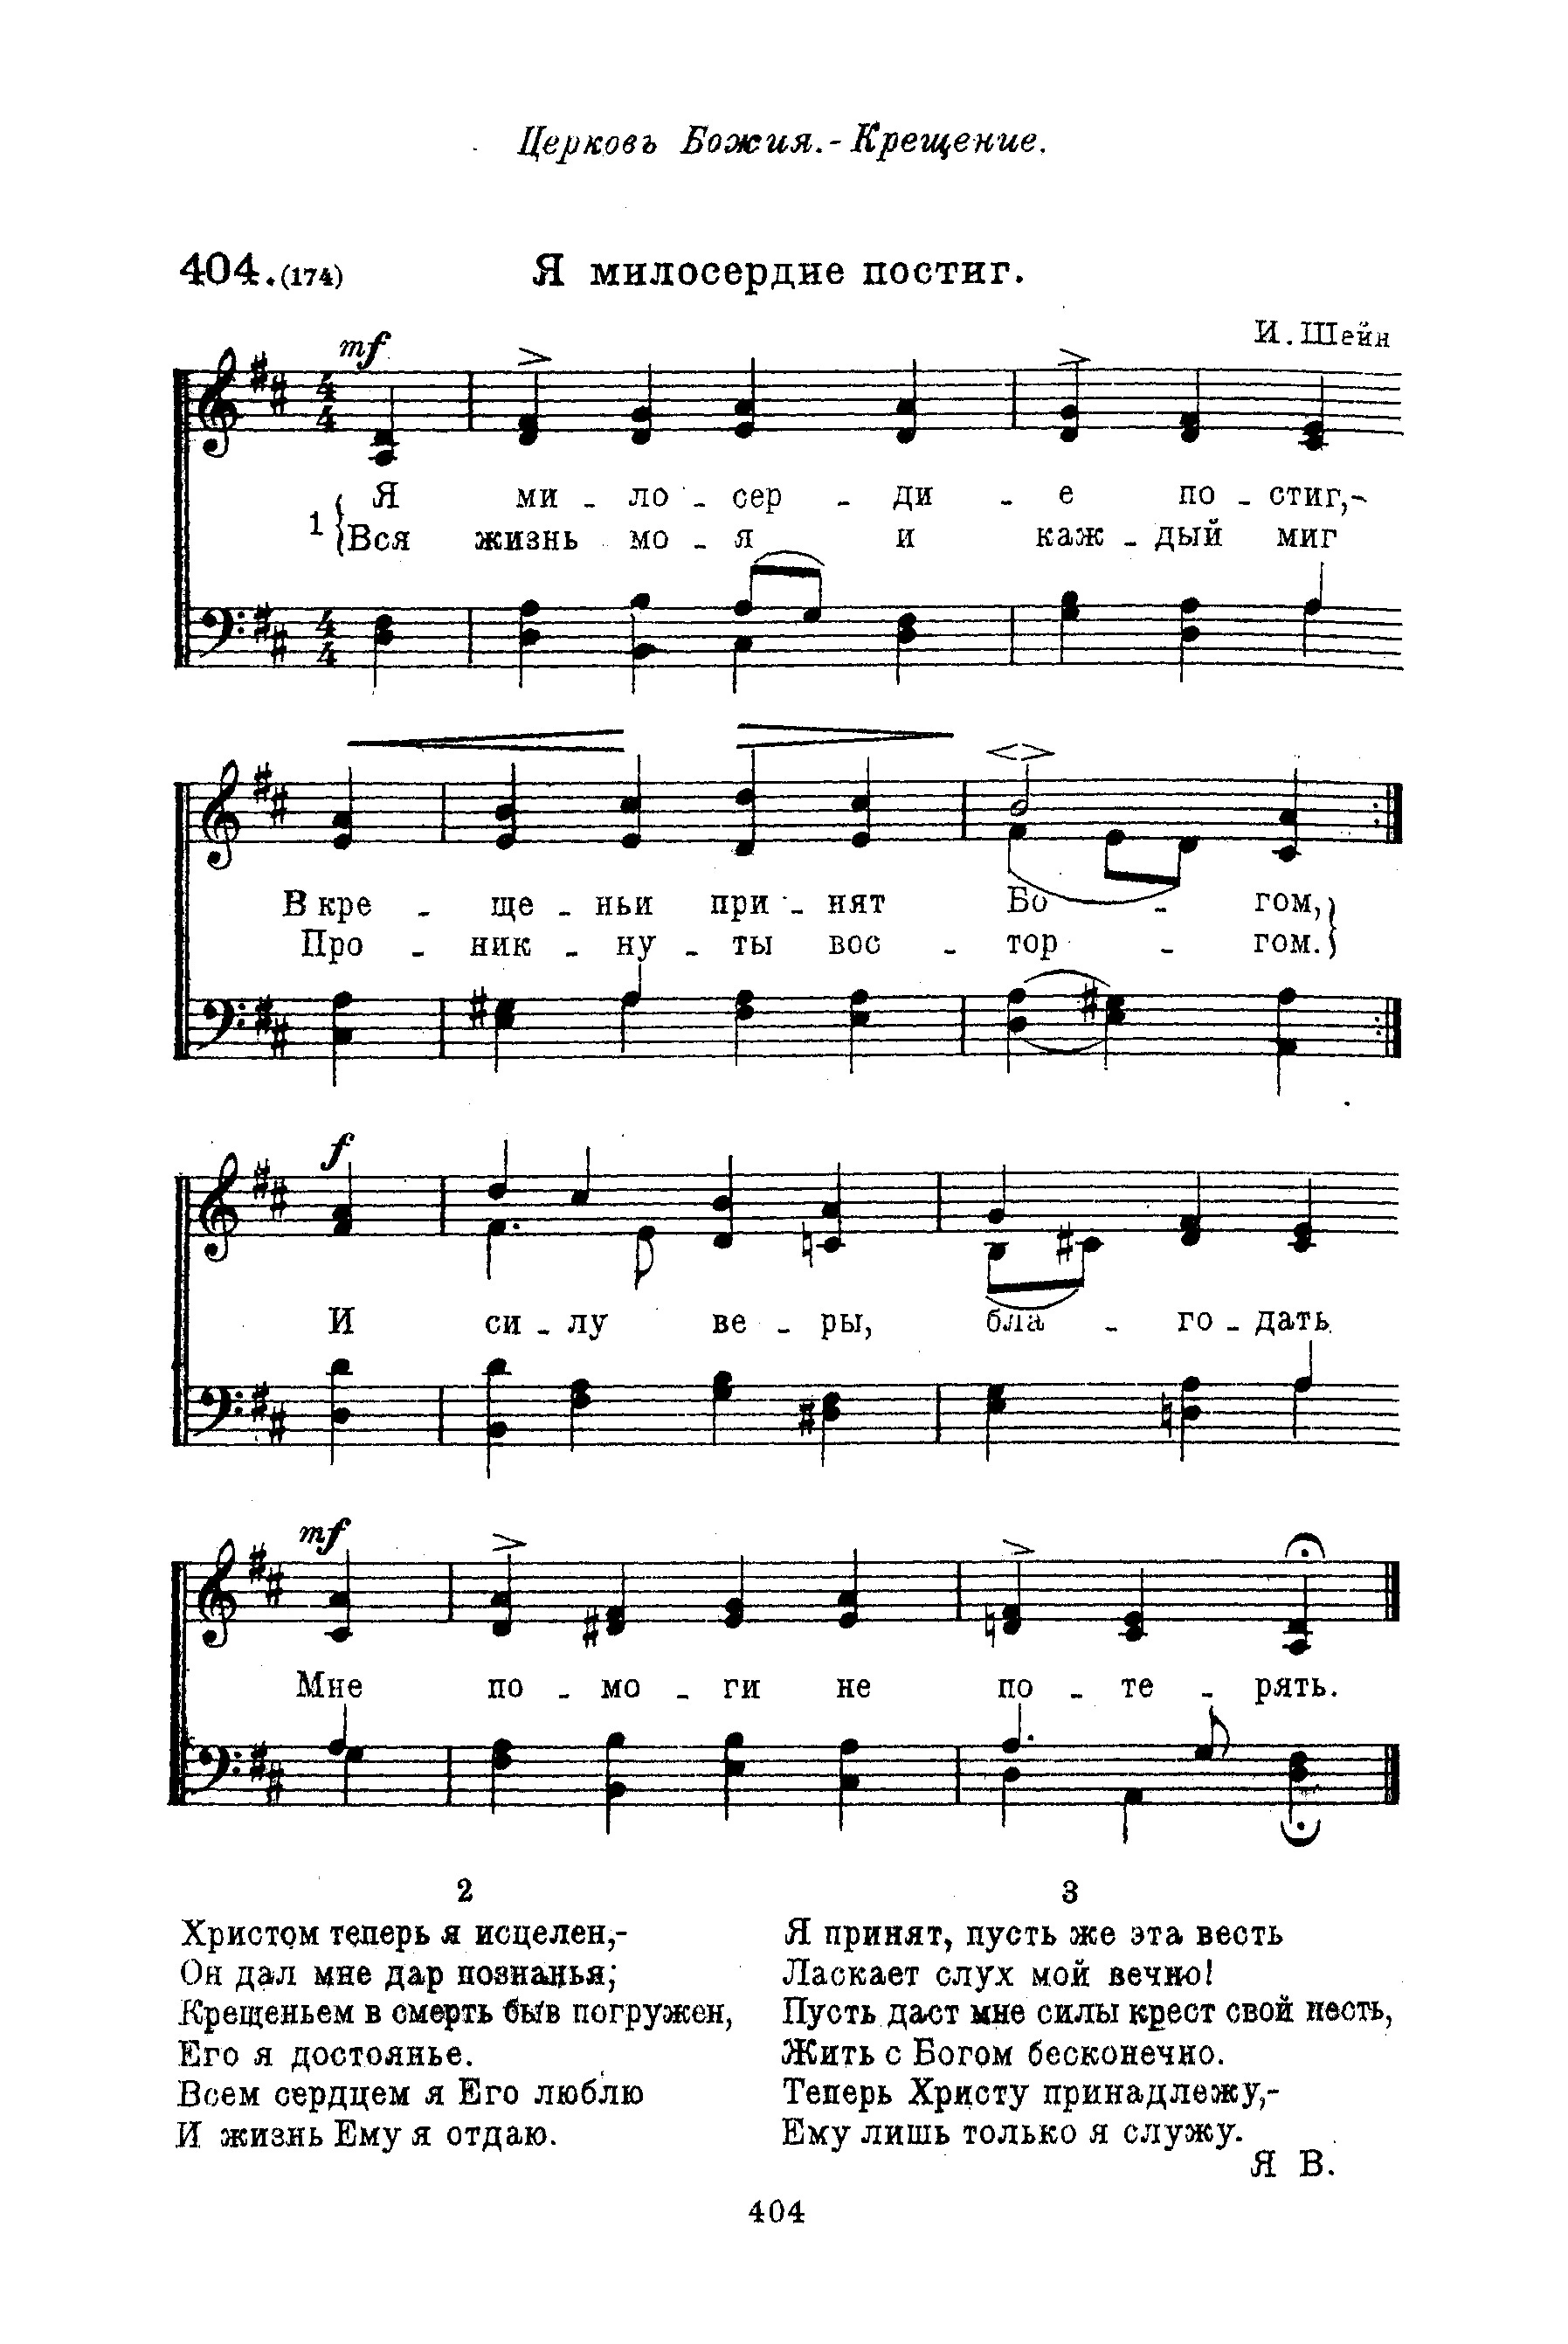 Церковь Божия.-Крещение.
404.(174) Я милосердие постиг.
И. Шейн
mf
4 4
Я ми - ло - сер - ди - е по - стиг,-
1 Вся жизнь мо - я и каж - дый миг
4 4
В кре - ще - ньи при - нят Бо - гом,
Про - ник - ну - ты вос - тор - гом.
f
И си - лу ве - ры, бла - го - дать
mf
Мне по - мо - ги не по - те - рять.
2
Христом теперь я исцелен,-
Он дал мне дар познанья;
Крещеньем в смерть быв погружен,
Его я достоянье.
Всем сердцем я Его люблю
И жизнь Ему я отдаю.
3
Я принят, пусть же эта весть
Ласкает слух мой вечно!
Пусть даст мне силы крест свой несть,
Жить с Богом бесконечно.
Теперь Христу принадлежу,-
Ему лишь только я служу.
Я В.
404